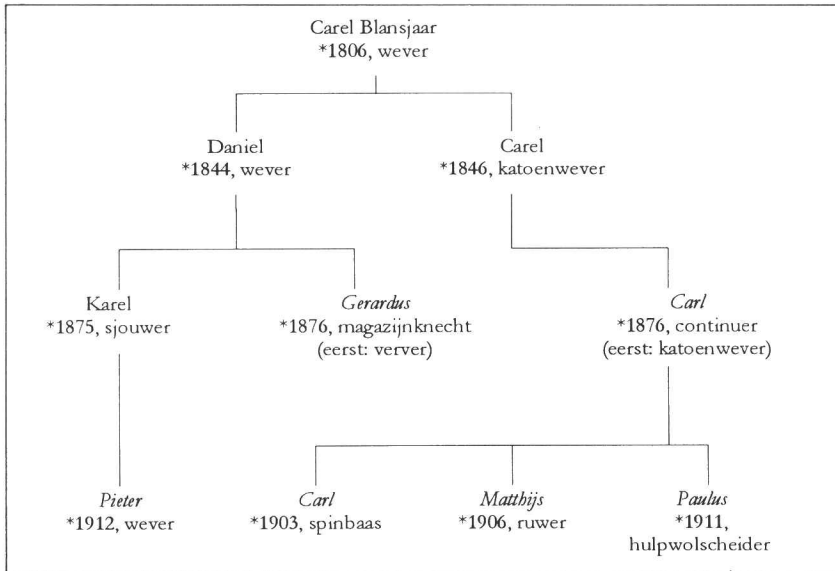 Carel Blansjaar
*1806, wever
Daniel
*1844, wever
Carel
*1846, katoenwever
Karel
*1875, sjouwer
Gerardus
*1876, magazijnknecht
(eerst: verver)
Carl
*1876, continuer
(eerst: katoenwever)
Pieter
*1912, wever
Carl
*1903, spinbaas
Matthijs
*1906, ruwer
Paulus
*1911,
hulpwolscheider